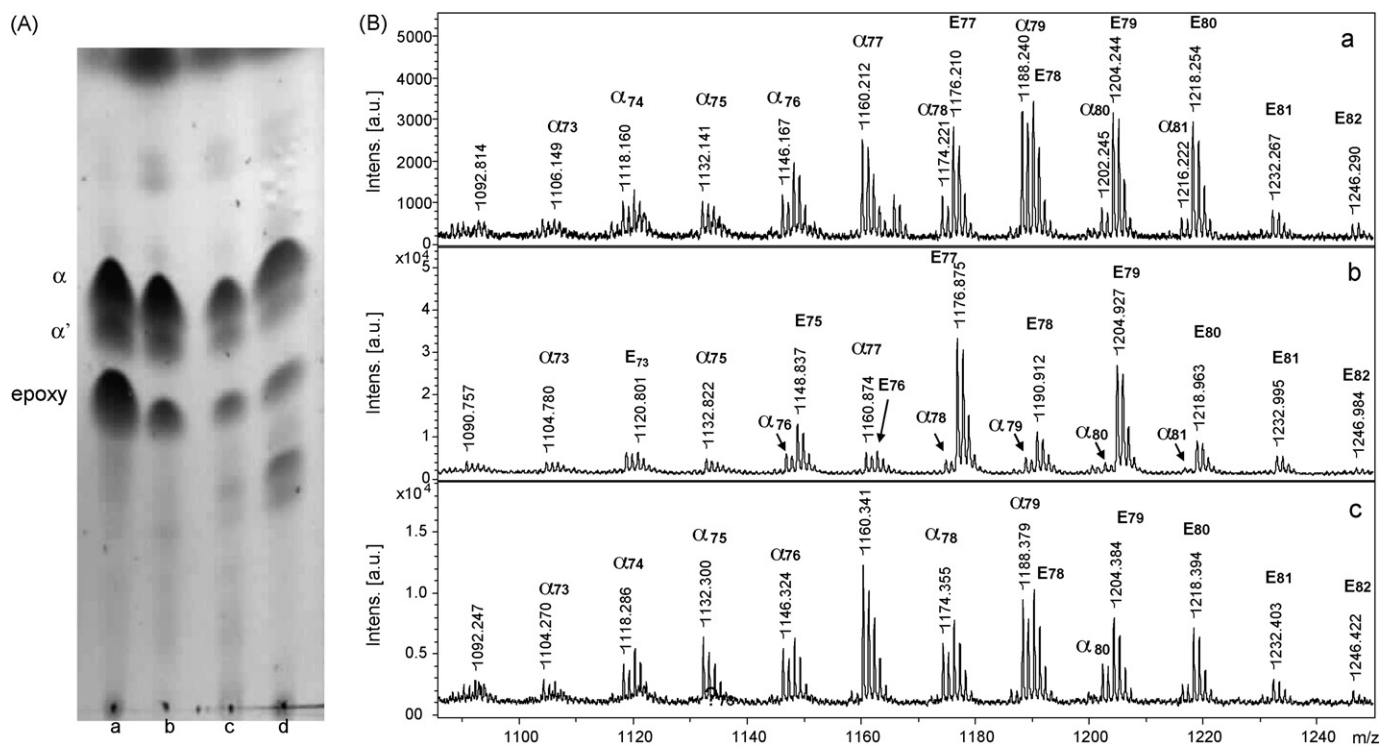 (A)
α
α'
epoxy
a b c d
(B)
a
Intens. [a.u.]
5000
4000
3000
2000
1000
0
1092.814
α73
1106.149
α74
1118.160
α75
1132.141
α76
1146.167
α77
1160.212
α78
1174.221
E77
1176.210
α79
1188.240
E78
α80
1202.245
E79
1204.244
α81
1216.222
E80
1218.254
E81
1232.267
E82
1246.290
b
Intens. [a.u.]
x10⁴
5
4
3
2
1
0
1090.757
α73
1104.780
E73
1120.801
α75
1132.822
α76
E75
1148.837
α77
1160.874
E76
α78
E77
1176.875
α79
E78
1190.912
α80
E79
1204.927
α81
E80
1218.963
E81
1232.995
E82
1246.984
c
Intens. [a.u.]
x10⁴
1.5
1.0
0.5
00
1092.247
α73
1104.270
α74
1118.286
α75
1132.300
α76
1146.324
1160.341
α78
1174.355
α79
1188.379
E78
α80
E79
1204.384
E80
1218.394
E81
1232.403
E82
1246.422
1100 1120 1140 1160 1180 1200 1220 1240 m/z